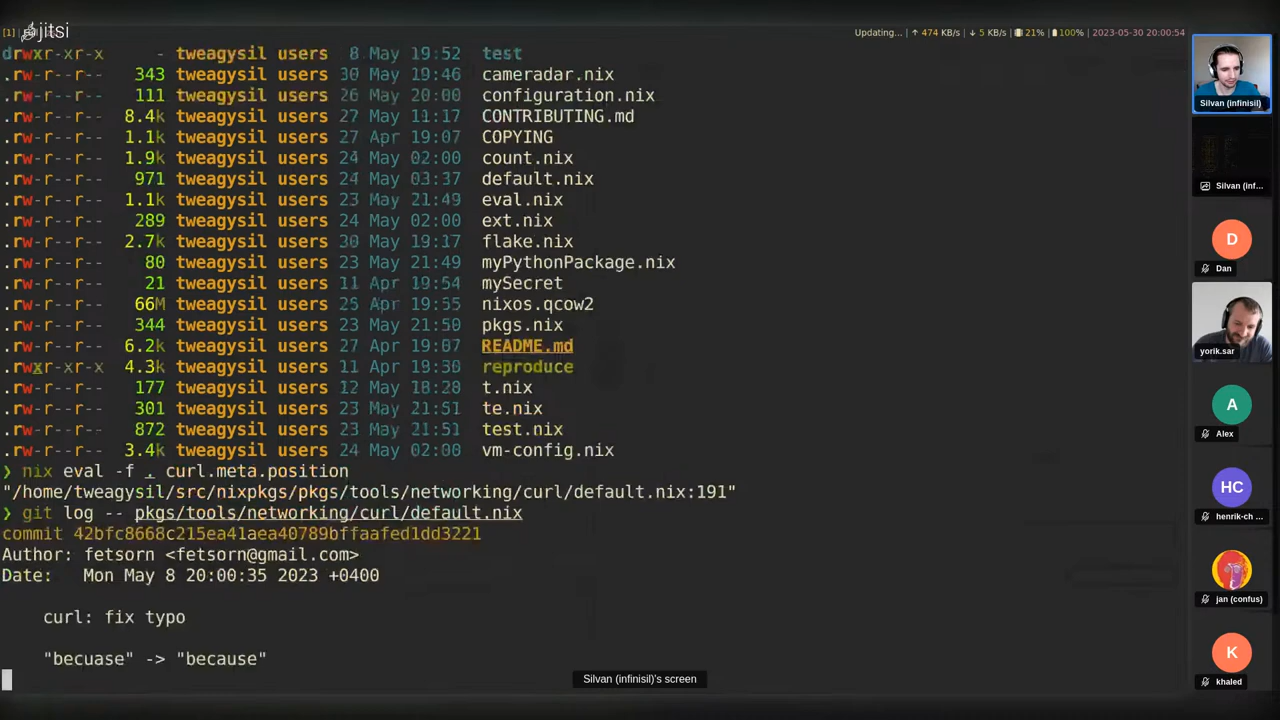 jitsi
[1]
Updating... | ↑ 474 KB/s | ↓ 5 KB/s | 21% | 100% | 2023-05-30 20:00:54
drwxr-xr-x - tweagysil users 8 May 19:52 test
.rw-r--r-- 343 tweagysil users 30 May 19:46 cameradar.nix
.rw-r--r-- 111 tweagysil users 26 May 20:00 configuration.nix
.rw-r--r-- 8.4k tweagysil users 27 May 11:17 CONTRIBUTING.md
.rw-r--r-- 1.1k tweagysil users 27 Apr 19:07 COPYING
.rw-r--r-- 1.9k tweagysil users 24 May 02:00 count.nix
.rw-r--r-- 971 tweagysil users 24 May 03:37 default.nix
.rw-r--r-- 1.1k tweagysil users 23 May 21:49 eval.nix
.rw-r--r-- 289 tweagysil users 24 May 02:00 ext.nix
.rw-r--r-- 2.7k tweagysil users 30 May 19:17 flake.nix
.rw-r--r-- 80 tweagysil users 23 May 21:49 myPythonPackage.nix
.rw-r--r-- 21 tweagysil users 11 Apr 19:54 mySecret
.rw-r--r-- 66M tweagysil users 25 Apr 19:55 nixos.qcow2
.rw-r--r-- 344 tweagysil users 23 May 21:50 pkgs.nix
.rw-r--r-- 6.2k tweagysil users 27 Apr 19:07 README.md
.rwxr-xr-x 4.3k tweagysil users 11 Apr 19:30 reproduce
.rw-r--r-- 177 tweagysil users 12 May 18:28 t.nix
.rw-r--r-- 301 tweagysil users 23 May 21:51 te.nix
.rw-r--r-- 872 tweagysil users 23 May 21:51 test.nix
.rw-r--r-- 3.4k tweagysil users 24 May 02:00 vm-config.nix
❯ nix eval -f . curl.meta.position
"/home/tweagysil/src/nixpkgs/pkgs/tools/networking/curl/default.nix:191"
❯ git log -- pkgs/tools/networking/curl/default.nix
commit 42bfc8668c215ea41aea40789bffaafed1dd3221
Author: fetsorn <fetsorn@gmail.com>
Date: Mon May 8 20:00:35 2023 +0400
curl: fix typo
"becuase" -> "because"
Silvan (infinisil)'s screen
Silvan (infinisil)
Silvan (inf...
D
Dan
yorik.sar
A
Alex
HC
henrik-ch
jan (confus)
K
khaled